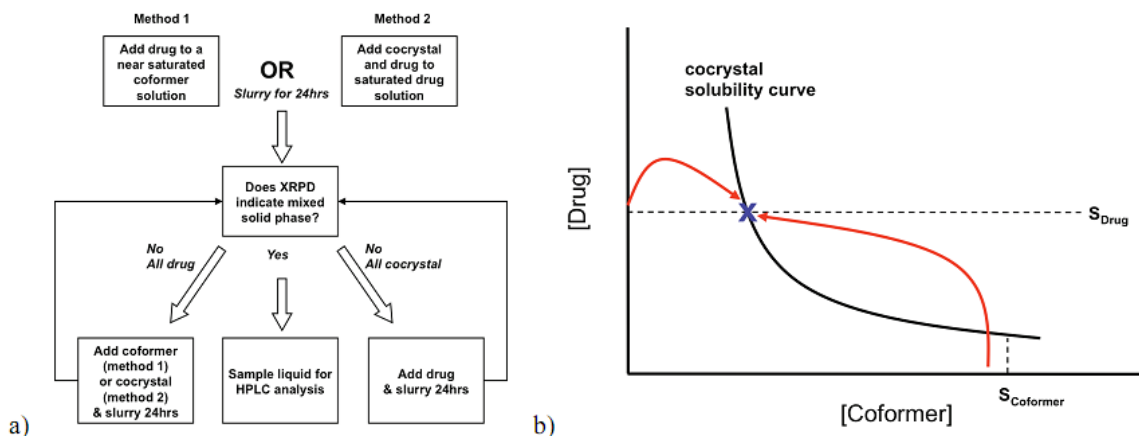 Method 1
Method 2
Add drug to a
near saturated
coformer
solution
OR
Slurry for 24hrs
Add cocrystal
and drug to
saturated drug
solution
Does XRPD
indicate mixed
solid phase?
No
All drug
Yes
No
All cocrystal
Add coformer
(method 1)
or cocrystal
(method 2)
& slurry 24hrs
Sample liquid for
HPLC analysis
Add drug
& slurry 24hrs
a)
b)
cocrystal
solubility curve
[Drug]
X
SDrug
SCoformer
[Coformer]